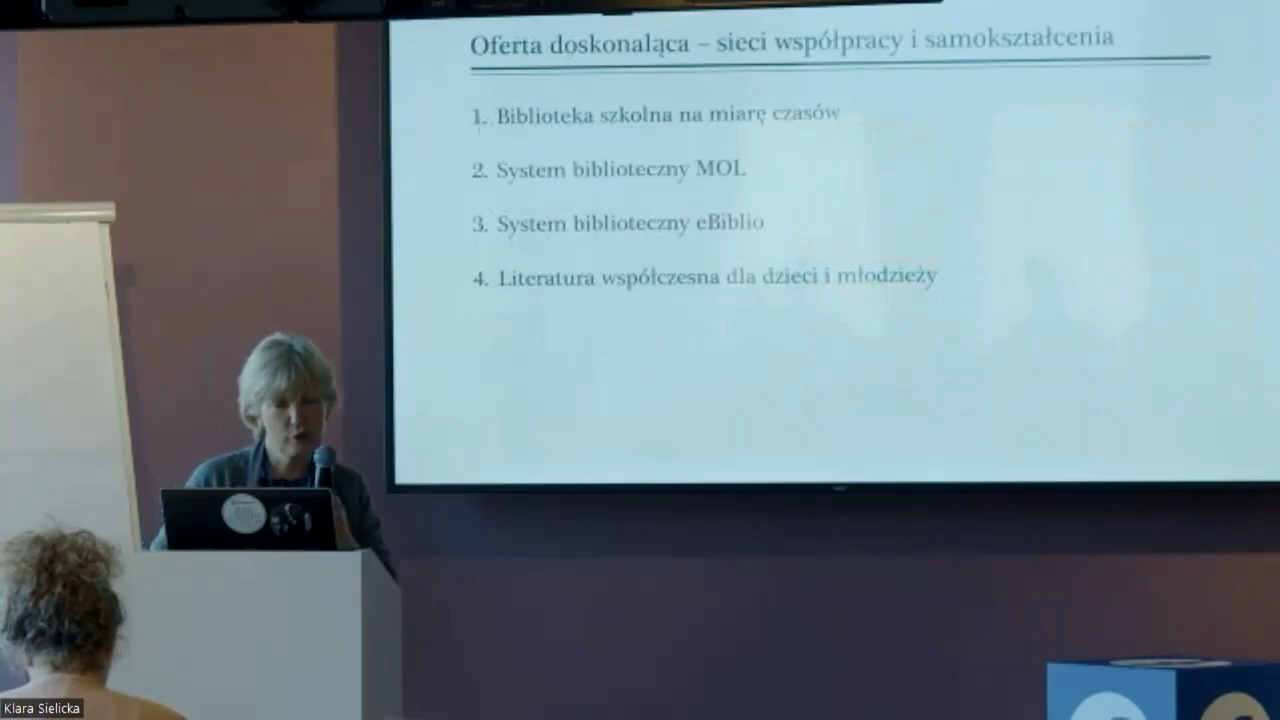 Oferta doskonaląca – sieci współpracy i samokształcenia
1. Biblioteka szkolna na miarę czasów
2. System biblioteczny MOL
3. System biblioteczny eBiblio
4. Literatura współczesna dla dzieci i młodzieży
Klara Sielicka